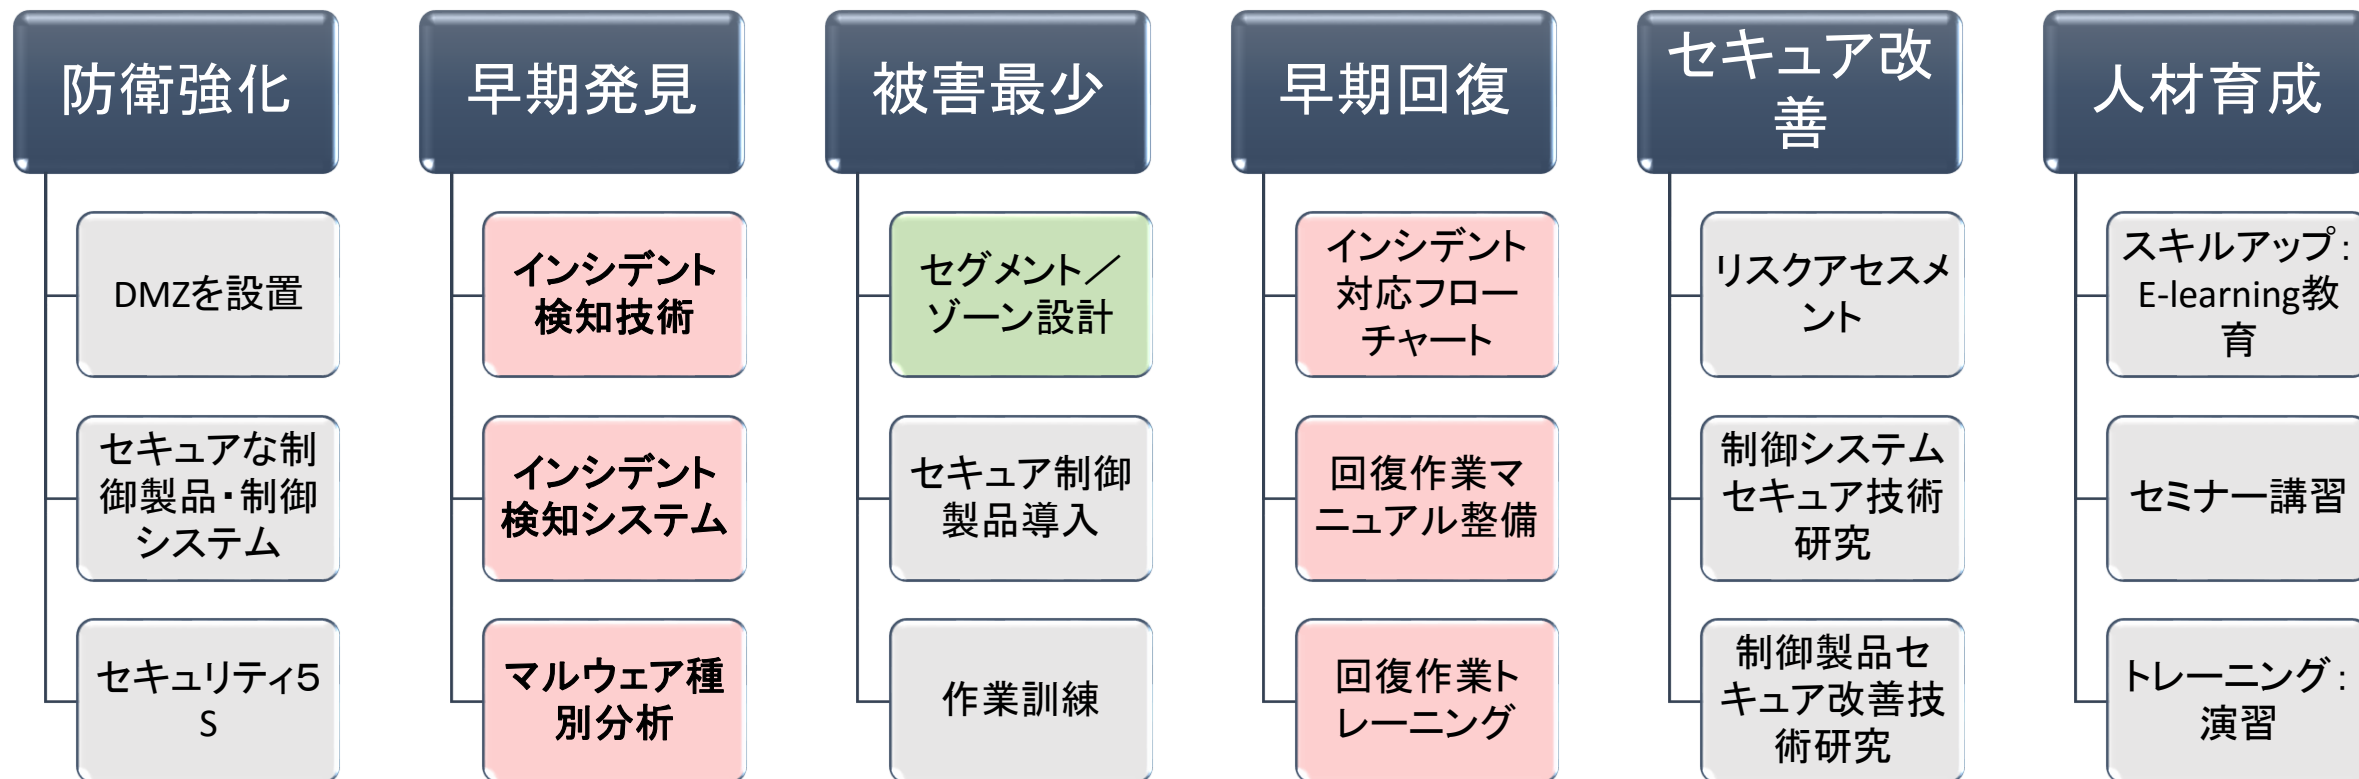 防衛強化
DMZを設置
セキュアな制
御製品・制御
システム
セキュリティ5
S
早期発見
インシデント
検知技術
インシデント
検知システム
マルウェア種
別分析
被害最少
セグメント／
ゾーン設計
セキュア制御
製品導入
作業訓練
早期回復
インシデント
対応フロー
チャート
回復作業マ
ニュアル整備
回復作業ト
レーニング
セキュア改
善
リスクアセスメ
ント
制御システム
セキュア技術
研究
制御製品セ
キュア改善技
術研究
人材育成
スキルアップ：
E-learning教
育
セミナー講習
トレーニング：
演習